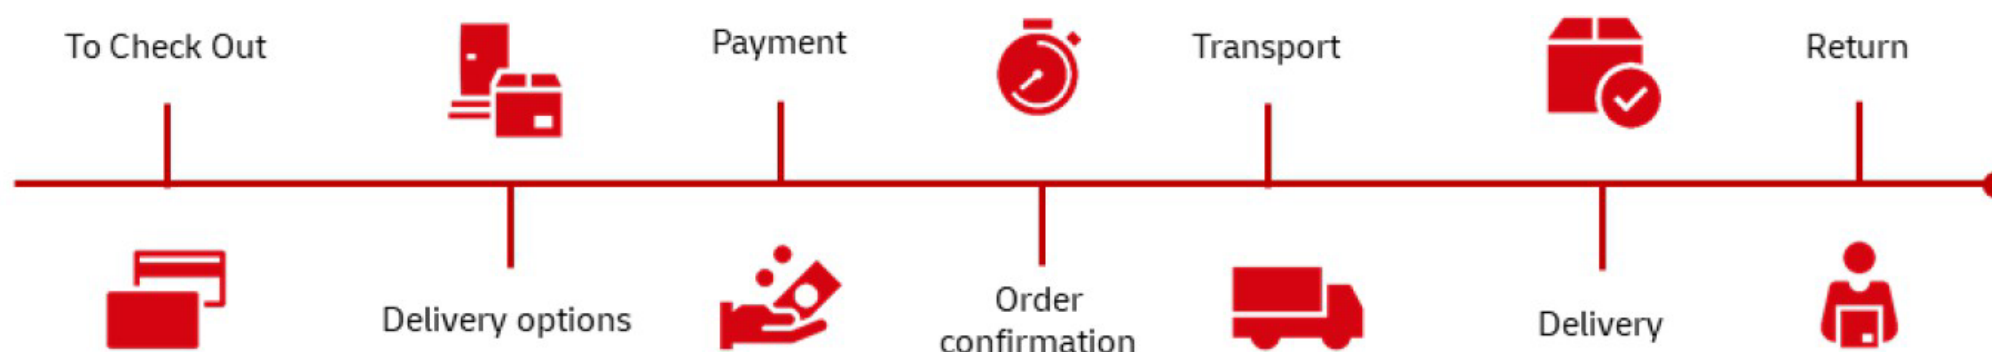 To Check Out
Delivery options
Payment
Order
confirmation
Transport
Delivery
Return